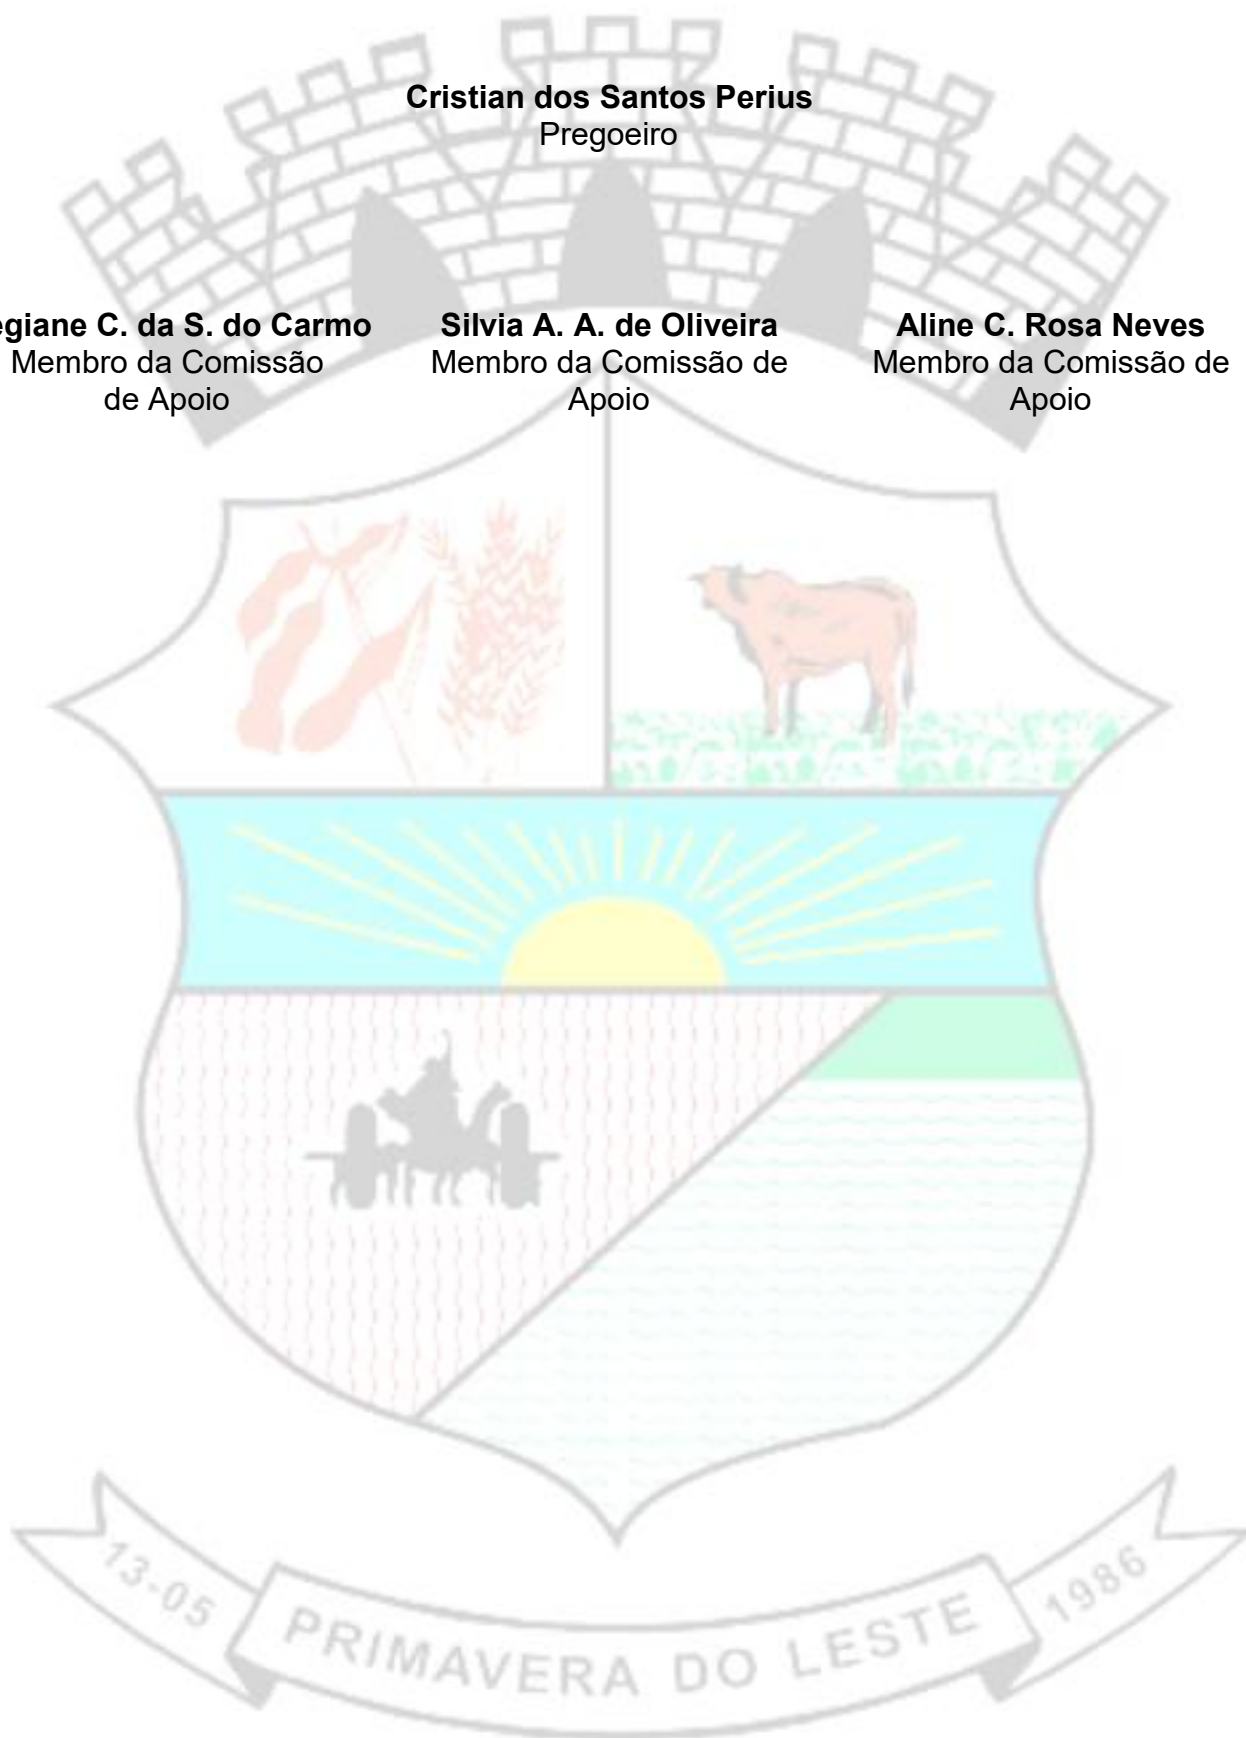 Cristian dos Santos Perius
Pregoeiro
egiane C. da S. do Carmo
Membro da Comissão
de Apoio
Silvia A. A. de Oliveira
Membro da Comissão de
Apoio
Aline C. Rosa Neves
Membro da Comissão de
Apoio
13-05
PRIMAVERA DO LESTE
1986